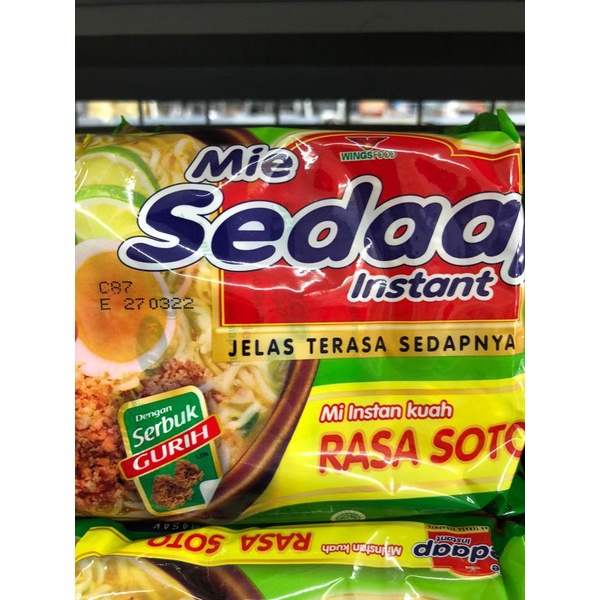 WINGSFOOD
Mie
Sedaap
Instant
C87
E 270322
JELAS TERASA SEDAPNYA
Mi Instan kuah
RASA SOTO
Dengan
Serbuk
GURIH
Mi Instan kuah
RASA SOTO
Sedaap
Instant